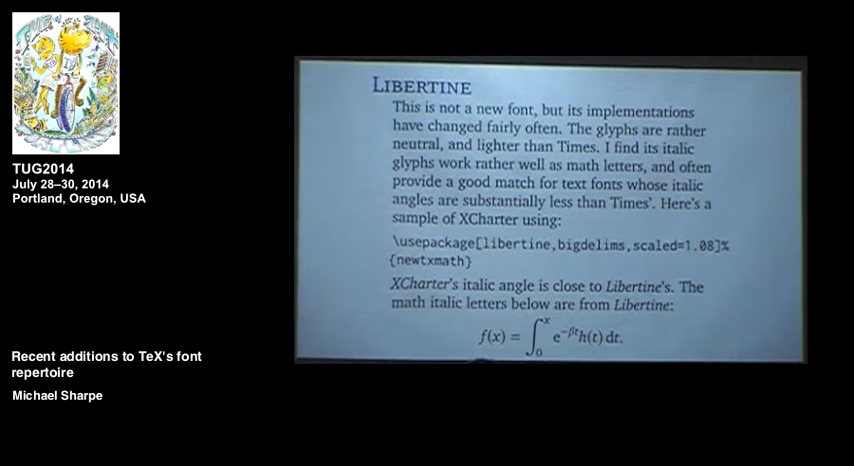 TUG2014
July 28–30, 2014
Portland, Oregon, USA
Recent additions to TeX's font
repertoire
Michael Sharpe
LIBERTINE
This is not a new font, but its implementations
have changed fairly often. The glyphs are rather
neutral, and lighter than Times. I find its italic
glyphs work rather well as math letters, and often
provide a good match for text fonts whose italic
angles are substantially less than Times'. Here's a
sample of XCharter using:
\usepackage[libertine,bigdelims,scaled=1.08]%
{newtxmath}
XCharter's italic angle is close to Libertine's. The
math italic letters below are from Libertine:
f(x) = ∫₀ˣ e^{−βt}h(t) dt.